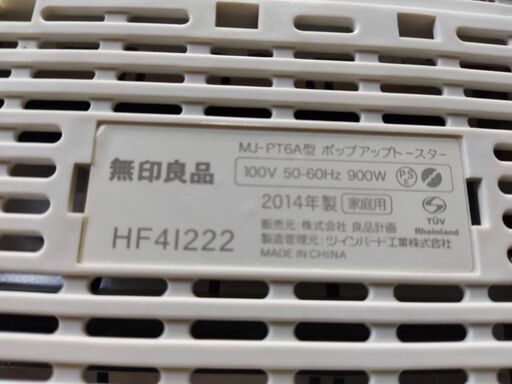 MJ-PT6A型 ポップアップトースター
無印良品
100V 50-60Hz 900W PSE
2014年製 家庭用
TÜV Rheinland
HF41222
販売元:株式会社 良品計画
製造管理元:ツインバード工業株式会社
MADE IN CHINA